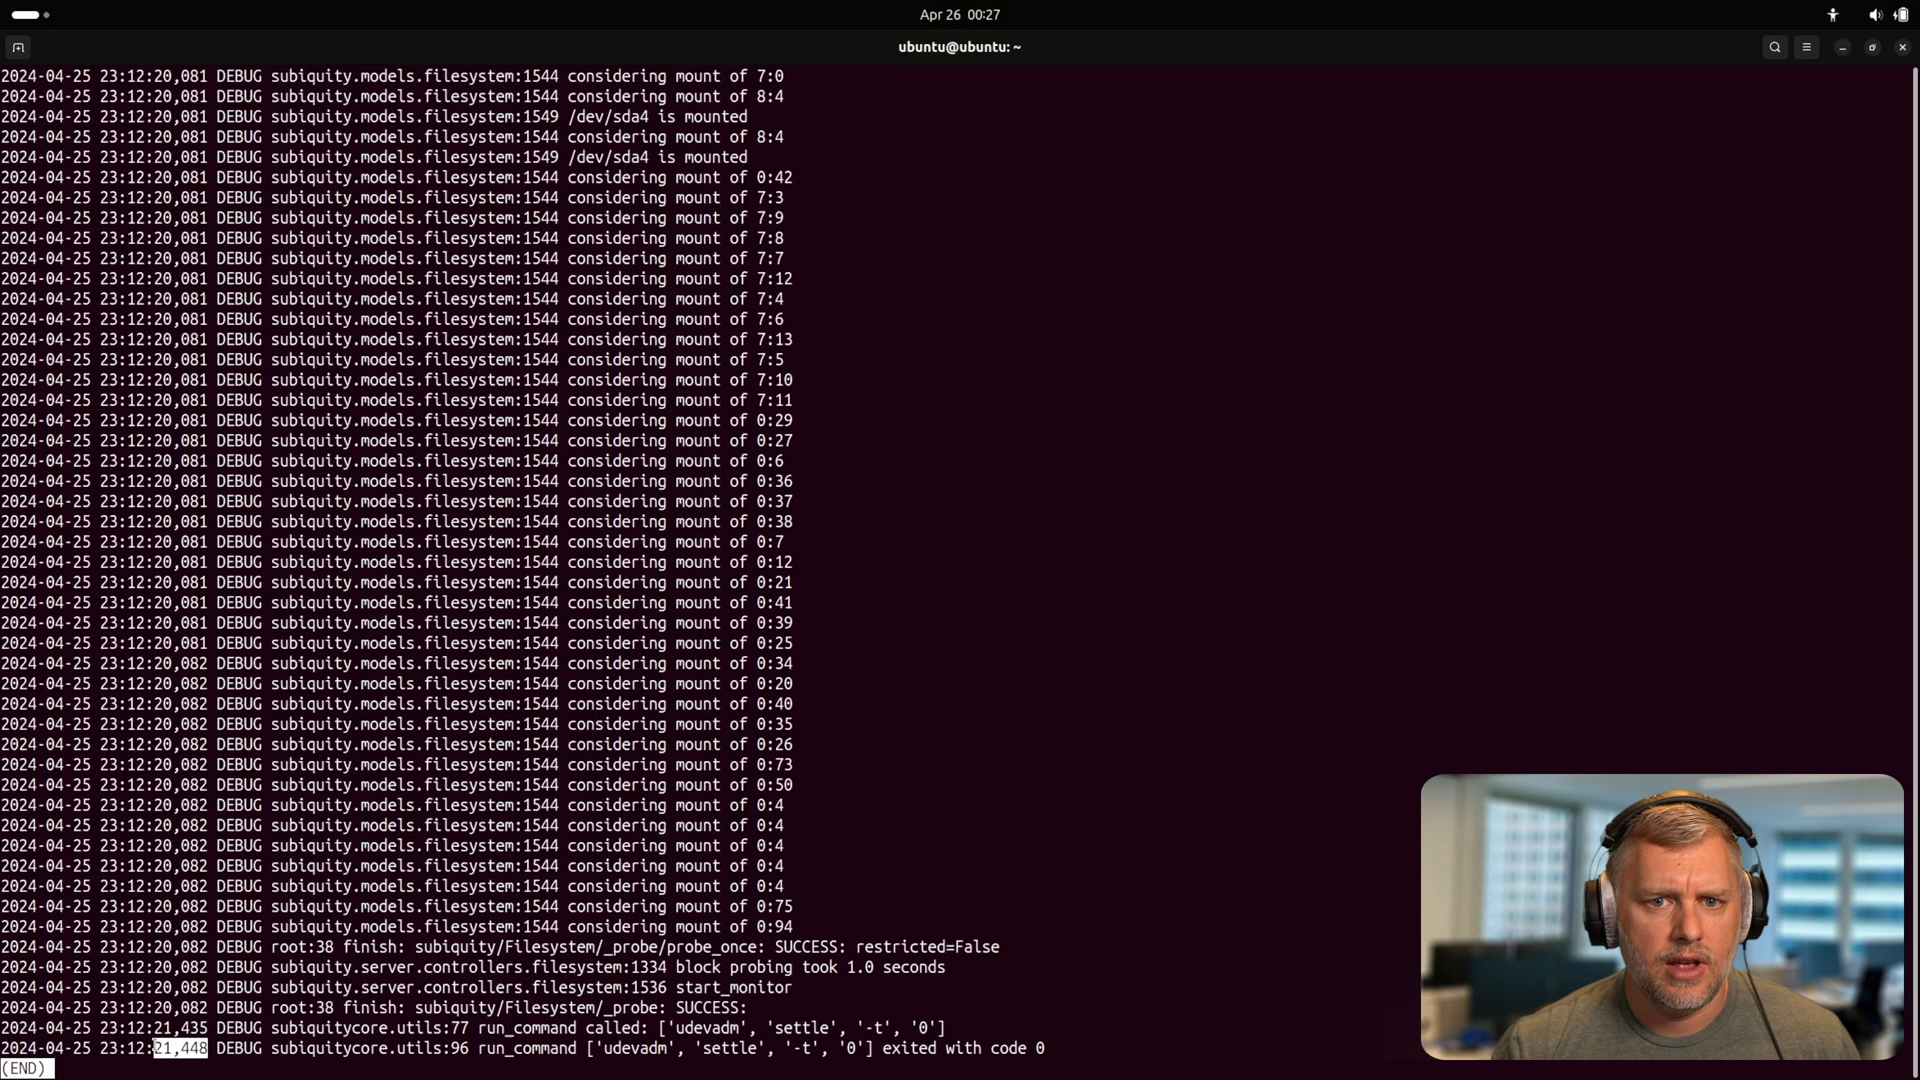 Apr 26 00:27
ubuntu@ubuntu: ~
2024-04-25 23:12:20,081 DEBUG subiquity.models.filesystem:1544 considering mount of 7:0
2024-04-25 23:12:20,081 DEBUG subiquity.models.filesystem:1544 considering mount of 8:4
2024-04-25 23:12:20,081 DEBUG subiquity.models.filesystem:1549 /dev/sda4 is mounted
2024-04-25 23:12:20,081 DEBUG subiquity.models.filesystem:1544 considering mount of 8:4
2024-04-25 23:12:20,081 DEBUG subiquity.models.filesystem:1549 /dev/sda4 is mounted
2024-04-25 23:12:20,081 DEBUG subiquity.models.filesystem:1544 considering mount of 0:42
2024-04-25 23:12:20,081 DEBUG subiquity.models.filesystem:1544 considering mount of 7:3
2024-04-25 23:12:20,081 DEBUG subiquity.models.filesystem:1544 considering mount of 7:9
2024-04-25 23:12:20,081 DEBUG subiquity.models.filesystem:1544 considering mount of 7:8
2024-04-25 23:12:20,081 DEBUG subiquity.models.filesystem:1544 considering mount of 7:7
2024-04-25 23:12:20,081 DEBUG subiquity.models.filesystem:1544 considering mount of 7:12
2024-04-25 23:12:20,081 DEBUG subiquity.models.filesystem:1544 considering mount of 7:4
2024-04-25 23:12:20,081 DEBUG subiquity.models.filesystem:1544 considering mount of 7:6
2024-04-25 23:12:20,081 DEBUG subiquity.models.filesystem:1544 considering mount of 7:13
2024-04-25 23:12:20,081 DEBUG subiquity.models.filesystem:1544 considering mount of 7:5
2024-04-25 23:12:20,081 DEBUG subiquity.models.filesystem:1544 considering mount of 7:10
2024-04-25 23:12:20,081 DEBUG subiquity.models.filesystem:1544 considering mount of 7:11
2024-04-25 23:12:20,081 DEBUG subiquity.models.filesystem:1544 considering mount of 0:29
2024-04-25 23:12:20,081 DEBUG subiquity.models.filesystem:1544 considering mount of 0:27
2024-04-25 23:12:20,081 DEBUG subiquity.models.filesystem:1544 considering mount of 0:6
2024-04-25 23:12:20,081 DEBUG subiquity.models.filesystem:1544 considering mount of 0:36
2024-04-25 23:12:20,081 DEBUG subiquity.models.filesystem:1544 considering mount of 0:37
2024-04-25 23:12:20,081 DEBUG subiquity.models.filesystem:1544 considering mount of 0:38
2024-04-25 23:12:20,081 DEBUG subiquity.models.filesystem:1544 considering mount of 0:7
2024-04-25 23:12:20,081 DEBUG subiquity.models.filesystem:1544 considering mount of 0:12
2024-04-25 23:12:20,081 DEBUG subiquity.models.filesystem:1544 considering mount of 0:21
2024-04-25 23:12:20,081 DEBUG subiquity.models.filesystem:1544 considering mount of 0:41
2024-04-25 23:12:20,081 DEBUG subiquity.models.filesystem:1544 considering mount of 0:39
2024-04-25 23:12:20,081 DEBUG subiquity.models.filesystem:1544 considering mount of 0:25
2024-04-25 23:12:20,082 DEBUG subiquity.models.filesystem:1544 considering mount of 0:34
2024-04-25 23:12:20,082 DEBUG subiquity.models.filesystem:1544 considering mount of 0:20
2024-04-25 23:12:20,082 DEBUG subiquity.models.filesystem:1544 considering mount of 0:40
2024-04-25 23:12:20,082 DEBUG subiquity.models.filesystem:1544 considering mount of 0:35
2024-04-25 23:12:20,082 DEBUG subiquity.models.filesystem:1544 considering mount of 0:26
2024-04-25 23:12:20,082 DEBUG subiquity.models.filesystem:1544 considering mount of 0:73
2024-04-25 23:12:20,082 DEBUG subiquity.models.filesystem:1544 considering mount of 0:50
2024-04-25 23:12:20,082 DEBUG subiquity.models.filesystem:1544 considering mount of 0:4
2024-04-25 23:12:20,082 DEBUG subiquity.models.filesystem:1544 considering mount of 0:4
2024-04-25 23:12:20,082 DEBUG subiquity.models.filesystem:1544 considering mount of 0:4
2024-04-25 23:12:20,082 DEBUG subiquity.models.filesystem:1544 considering mount of 0:4
2024-04-25 23:12:20,082 DEBUG subiquity.models.filesystem:1544 considering mount of 0:4
2024-04-25 23:12:20,082 DEBUG subiquity.models.filesystem:1544 considering mount of 0:75
2024-04-25 23:12:20,082 DEBUG subiquity.models.filesystem:1544 considering mount of 0:94
2024-04-25 23:12:20,082 DEBUG root:38 finish: subiquity/Filesystem/_probe/probe_once: SUCCESS: restricted=False
2024-04-25 23:12:20,082 DEBUG subiquity.server.controllers.filesystem:1334 block probing took 1.0 seconds
2024-04-25 23:12:20,082 DEBUG subiquity.server.controllers.filesystem:1536 start_monitor
2024-04-25 23:12:20,082 DEBUG root:38 finish: subiquity/Filesystem/_probe: SUCCESS:
2024-04-25 23:12:21,435 DEBUG subiquitycore.utils:77 run_command called: ['udevadm', 'settle', '-t', '0']
2024-04-25 23:12:21,448 DEBUG subiquitycore.utils:96 run_command ['udevadm', 'settle', '-t', '0'] exited with code 0
(END)